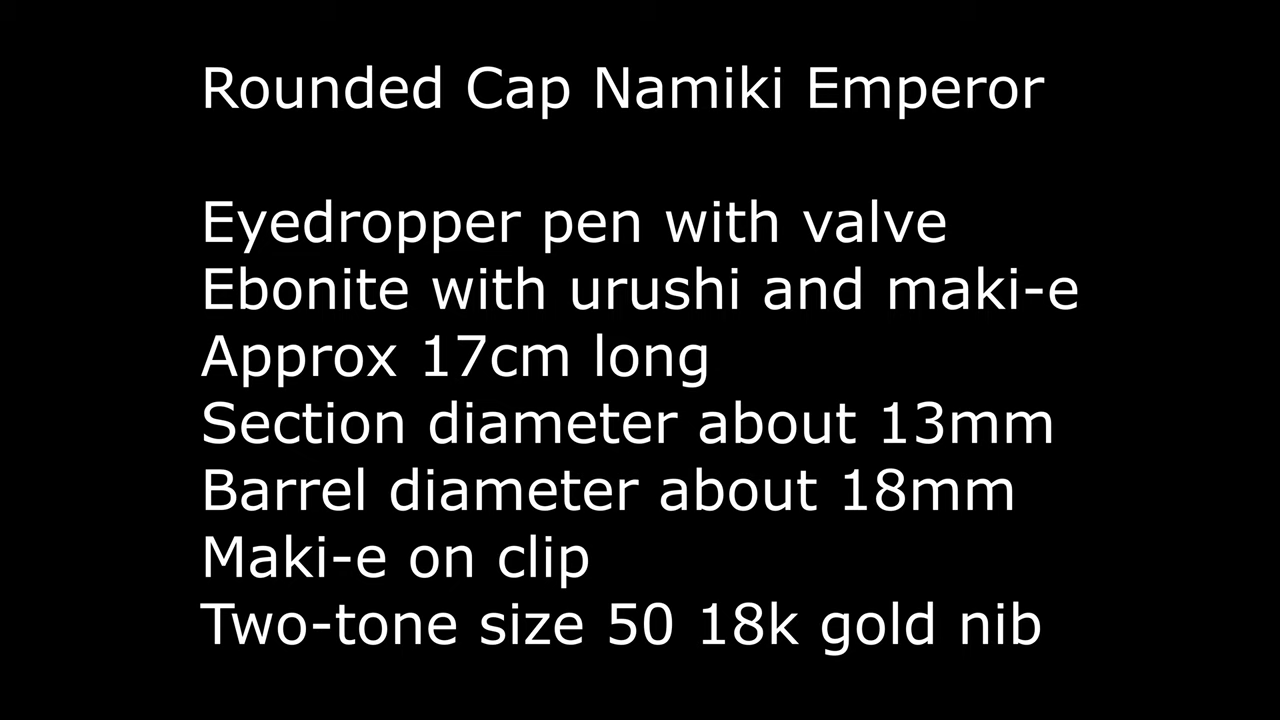 Rounded Cap Namiki Emperor
Eyedropper pen with valve
Ebonite with urushi and maki-e
Approx 17cm long
Section diameter about 13mm
Barrel diameter about 18mm
Maki-e on clip
Two-tone size 50 18k gold nib